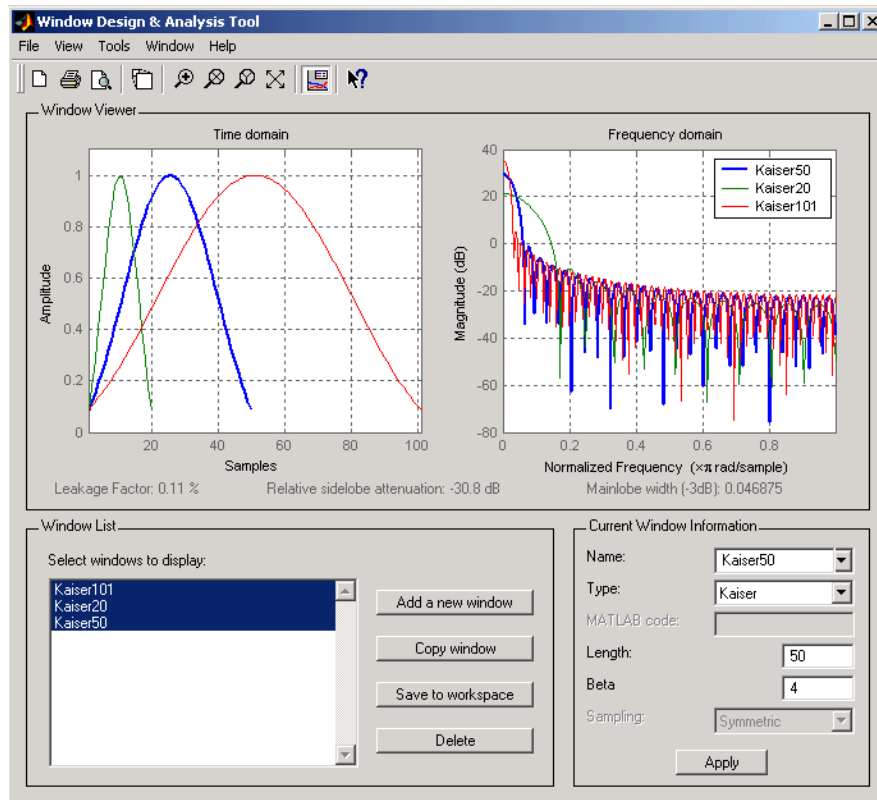 Window Design & Analysis Tool
File View Tools Window Help
Window Viewer
Time domain
Frequency domain
1
0.8
0.6
0.4
0.2
0
Amplitude
20 40 60 80 100
Samples
40
20
0
-20
-40
-60
-80
Magnitude (dB)
Kaiser50
Kaiser20
Kaiser101
0 0.2 0.4 0.6 0.8
Normalized Frequency (×π rad/sample)
Leakage Factor: 0.11 % Relative sidelobe attenuation: -30.8 dB Mainlobe width (-3dB): 0.046875
Window List
Select windows to display:
Kaiser101
Kaiser20
Kaiser50
Add a new window
Copy window
Save to workspace
Delete
Current Window Information
Name: Kaiser50
Type: Kaiser
MATLAB code:
Length: 50
Beta 4
Sampling: Symmetric
Apply